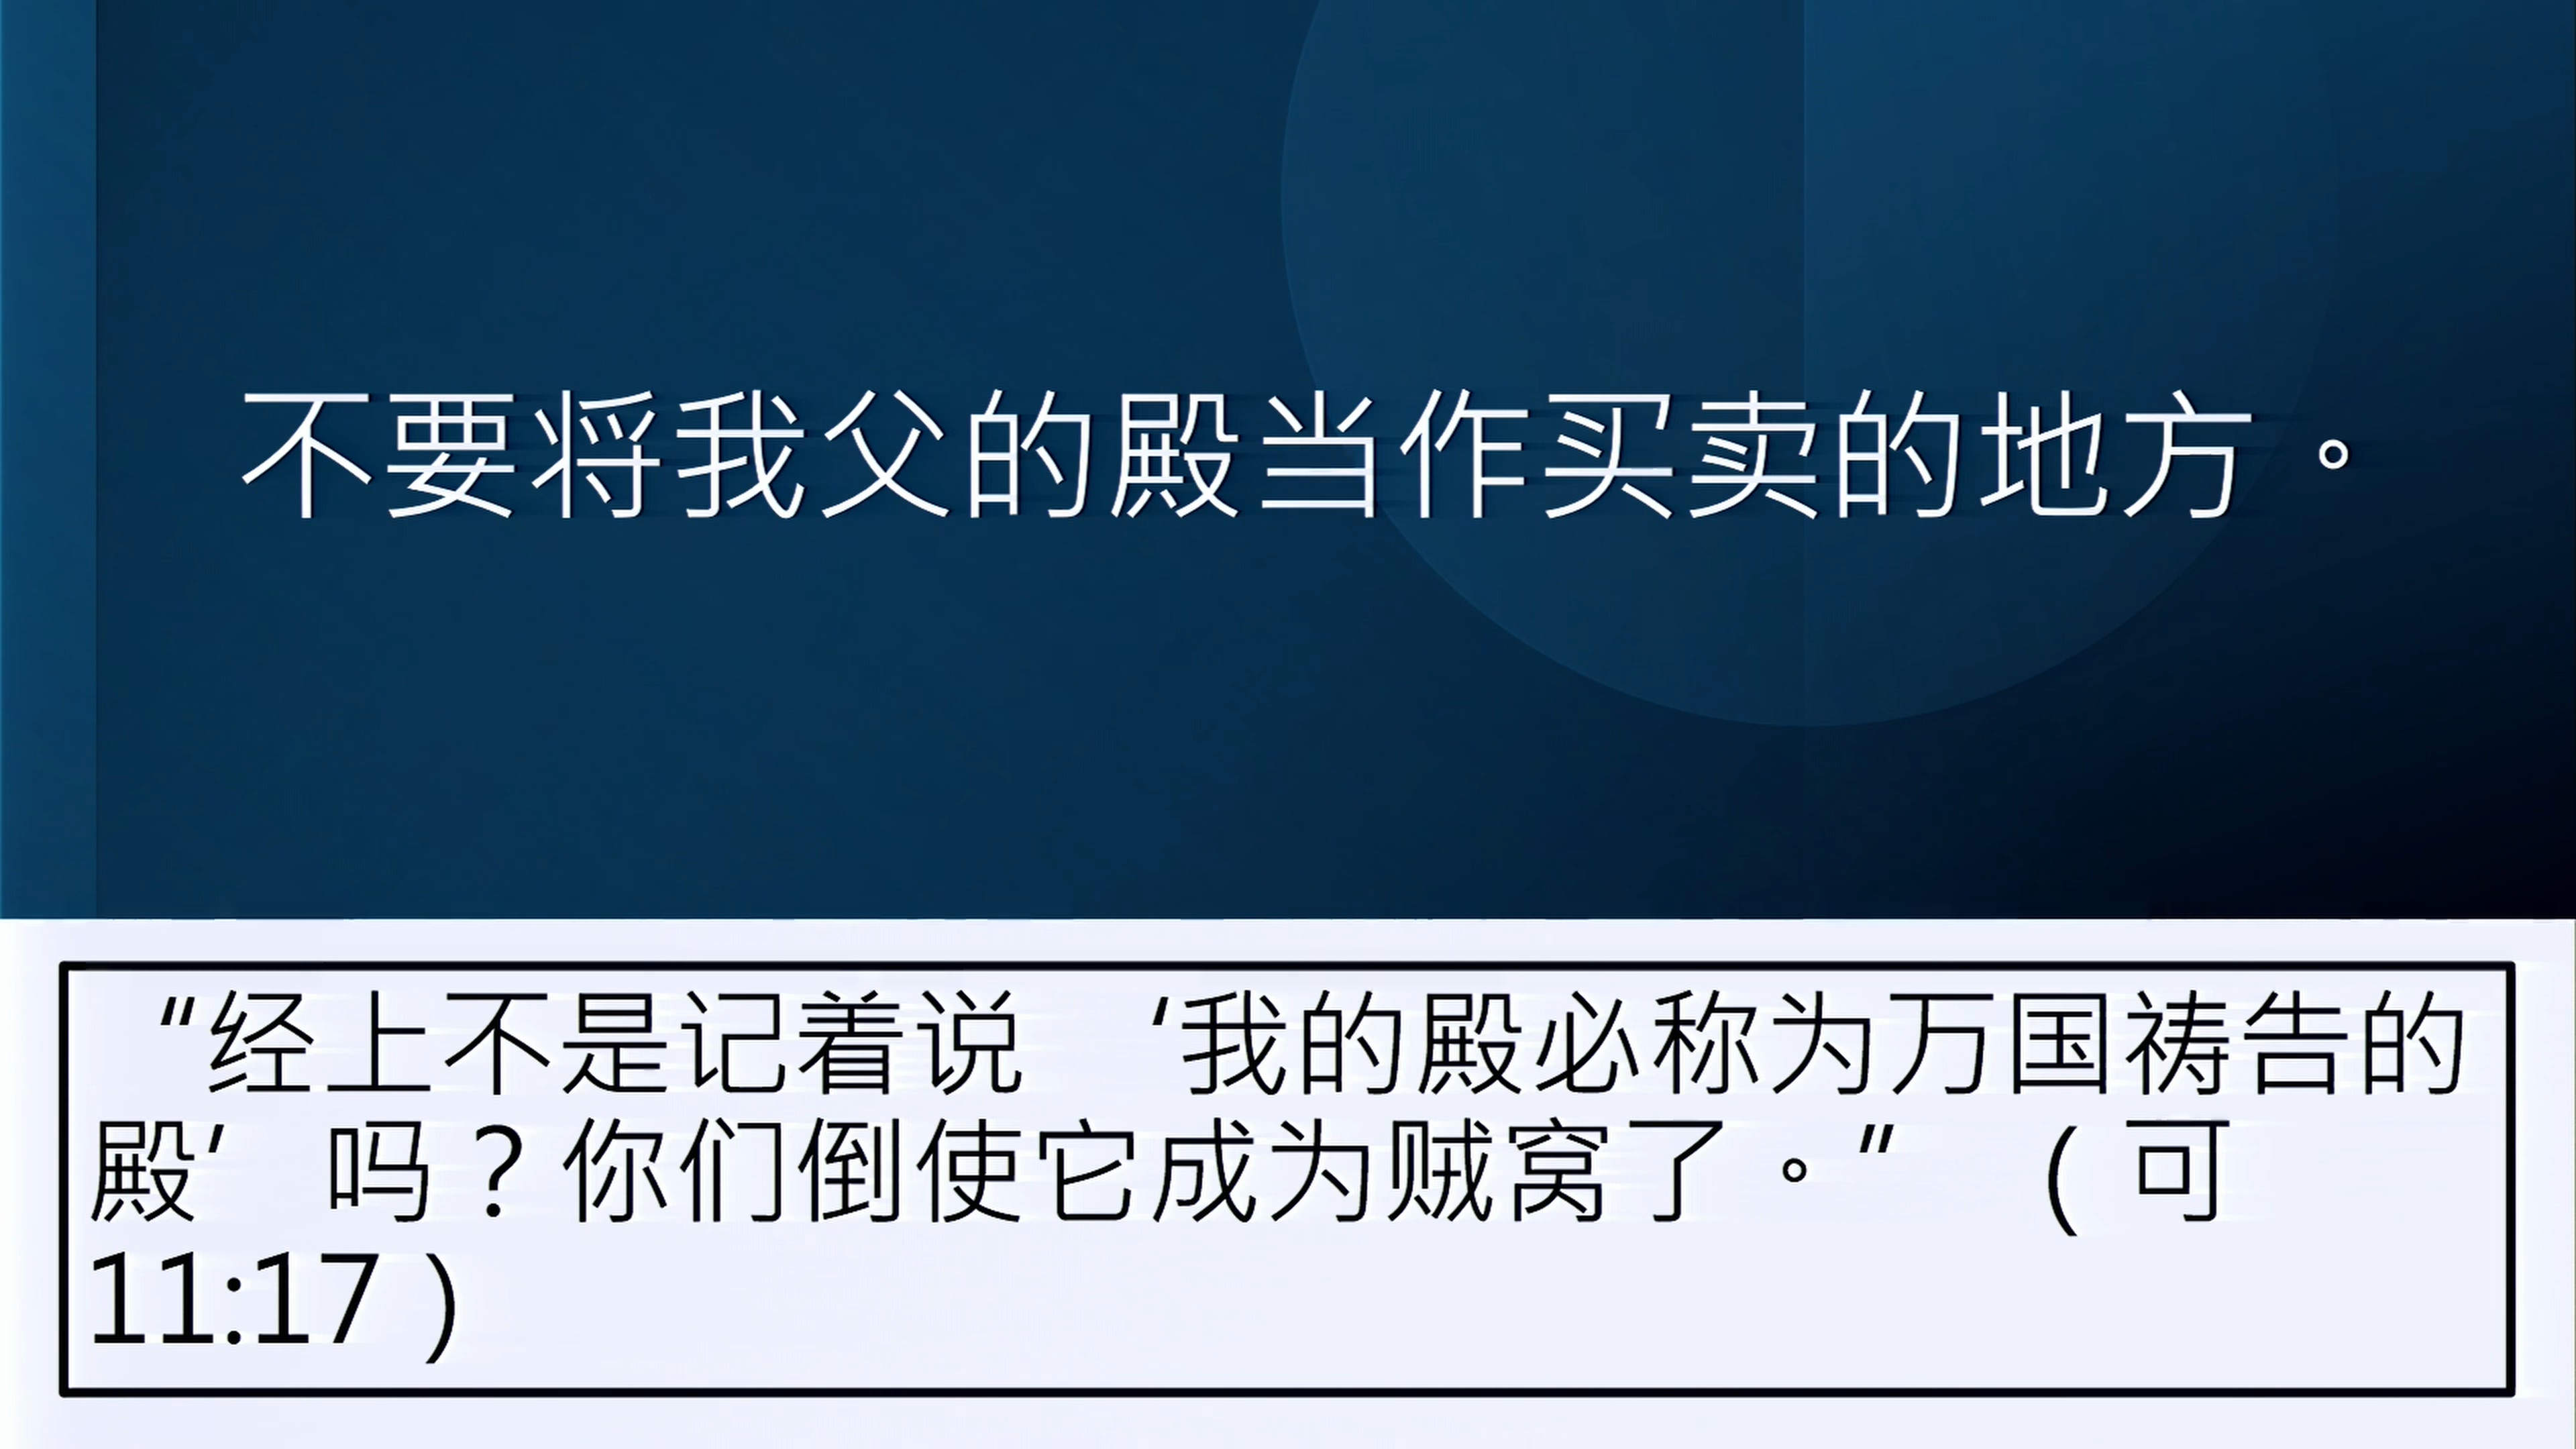 不要将我父的殿当作买卖的地方。
“经上不是记着说 ‘我的殿必称为万国祷告的
殿’ 吗？你们倒使它成为贼窝了。” （可
11:17）